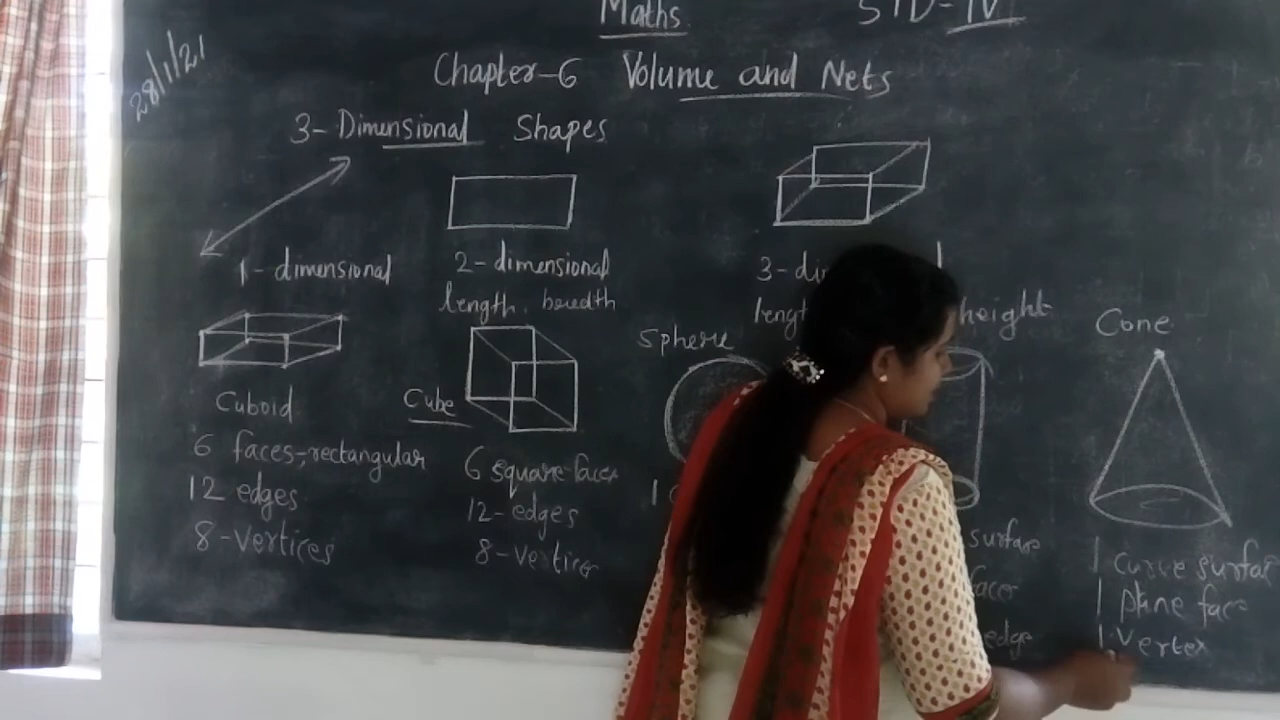 Maths
STD-IV
28/1/21
Chapter-6 Volume and Nets
3-Dimensional Shapes
1-dimensional
2-dimensional
length, breadth
3-di
lengt
height
Cuboid
6 faces-rectangular
12 edges
8-vertices
Cube
6 square faces
12-edges
8-vertices
Sphere
1
surface
faces
edge
Cone
1 curve surfac
1 plane face
1 Vertex